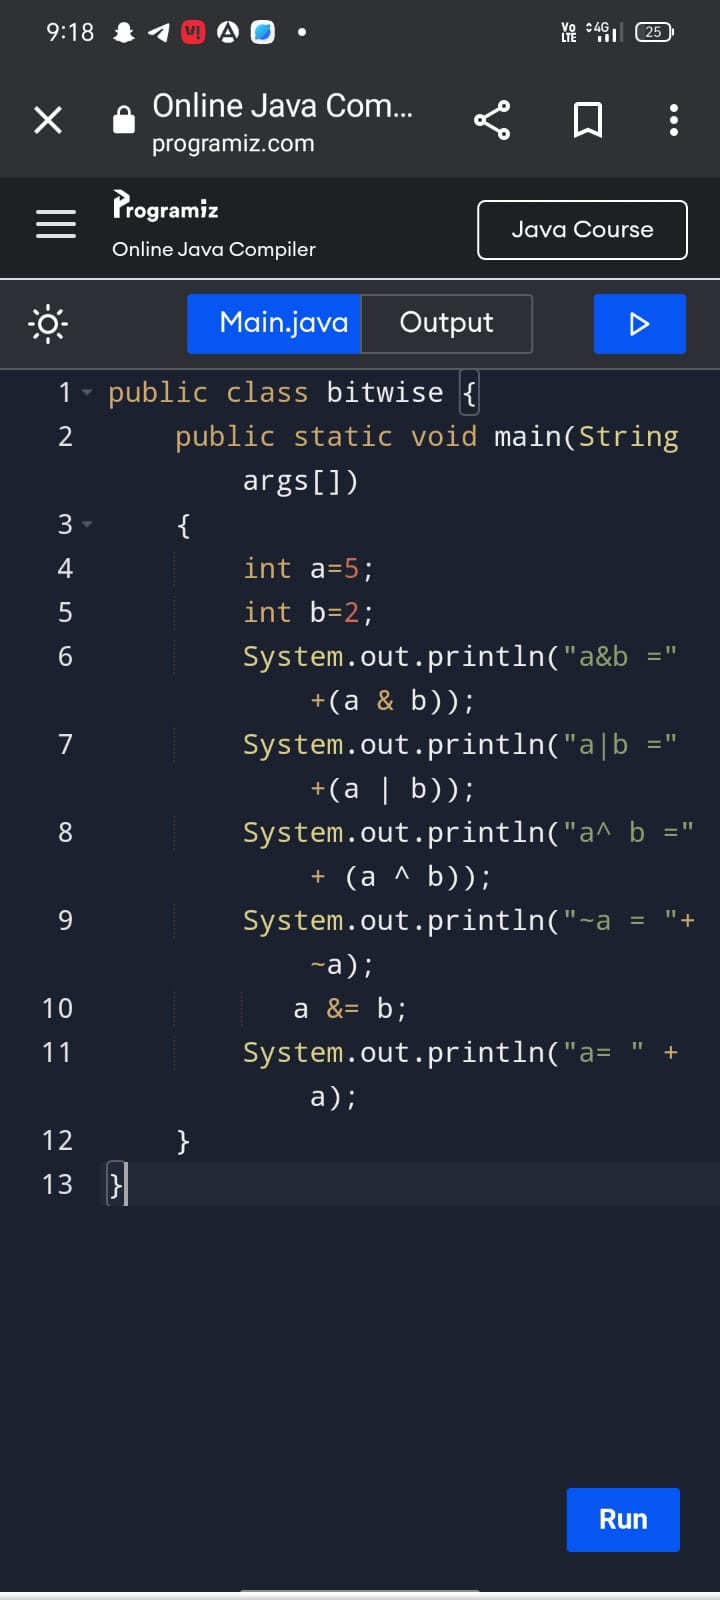 9:18 V! A Vo LTE 4G 25
Online Java Com...
programiz.com
Programiz
Online Java Compiler
Java Course
Main.java Output
1 public class bitwise {
2 public static void main(String
args[])
3 {
4 int a=5;
5 int b=2;
6 System.out.println("a&b ="
+(a & b));
7 System.out.println("a|b ="
+(a | b));
8 System.out.println("a^ b ="
+ (a ^ b));
9 System.out.println("~a = "+
~a);
10 a &= b;
11 System.out.println("a= " +
a);
12 }
13 }
Run